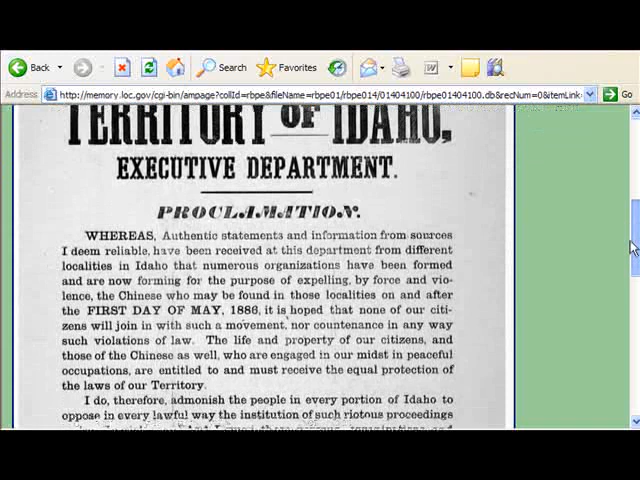 Back Search Favorites
Address http://memory.loc.gov/cgi-bin/ampage?collId=rbpe&fileName=rbpe01/rbpe014/01404100/rbpe01404100.db&recNum=0&itemLink= Go
TERRITORY OF IDAHO,
EXECUTIVE DEPARTMENT.
PROCLAMATION.
WHEREAS, Authentic statements and information from sources
I deem reliable, have been received at this department from different
localities in Idaho that numerous organizations have been formed
and are now forming for the purpose of expelling, by force and vio-
lence, the Chinese who may be found in those localities on and after
the FIRST DAY OF MAY, 1886, it is hoped that none of our citi-
zens will join in with such a movement, nor countenance in any way
such violations of law. The life and property of our citizens, and
those of the Chinese as well, who are engaged in our midst in peaceful
occupations, are entitled to and must receive the equal protection of
the laws of our Territory.
I do, therefore, admonish the people in every portion of Idaho to
oppose in every lawful way the institution of such riotous proceedings